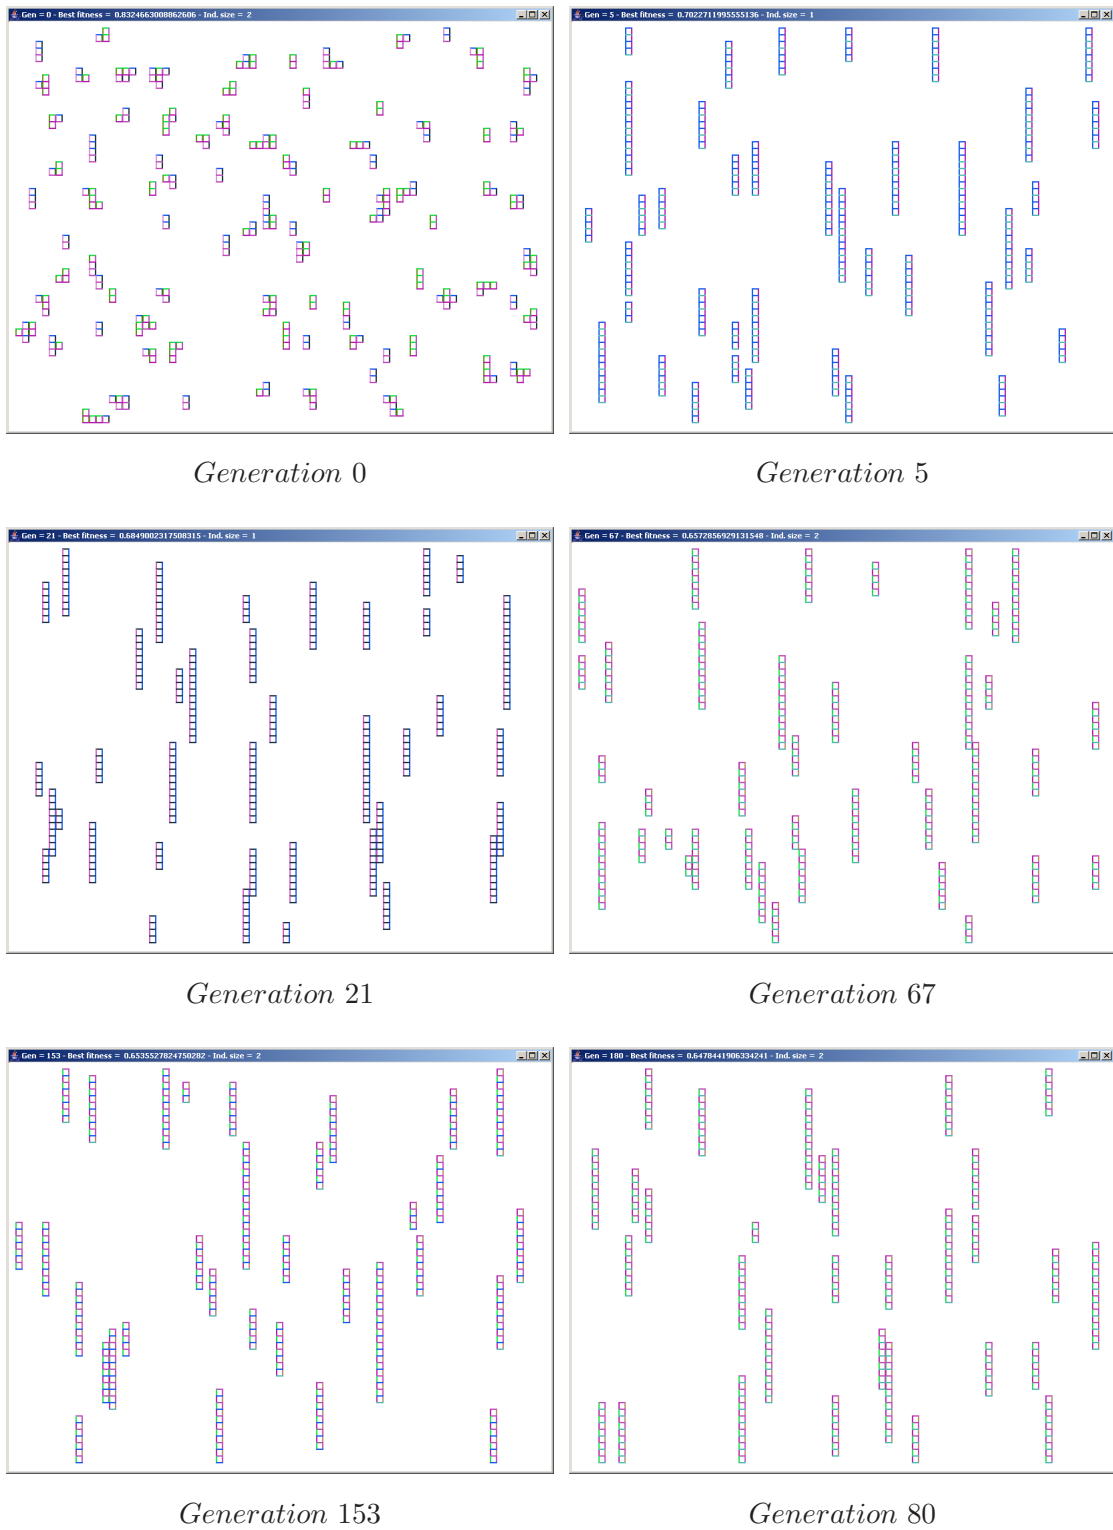 Gen = 0 - Best fitness = 0.8324663008862606 - Ind. size = 2
Gen = 5 - Best fitness = 0.7022711995555136 - Ind. size = 1
Generation 0
Generation 5
Gen = 21 - Best fitness = 0.6849002317508315 - Ind. size = 1
Gen = 67 - Best fitness = 0.6572856929131548 - Ind. size = 2
Generation 21
Generation 67
Gen = 153 - Best fitness = 0.6535527824750282 - Ind. size = 2
Gen = 180 - Best fitness = 0.6478441906334241 - Ind. size = 2
Generation 153
Generation 80